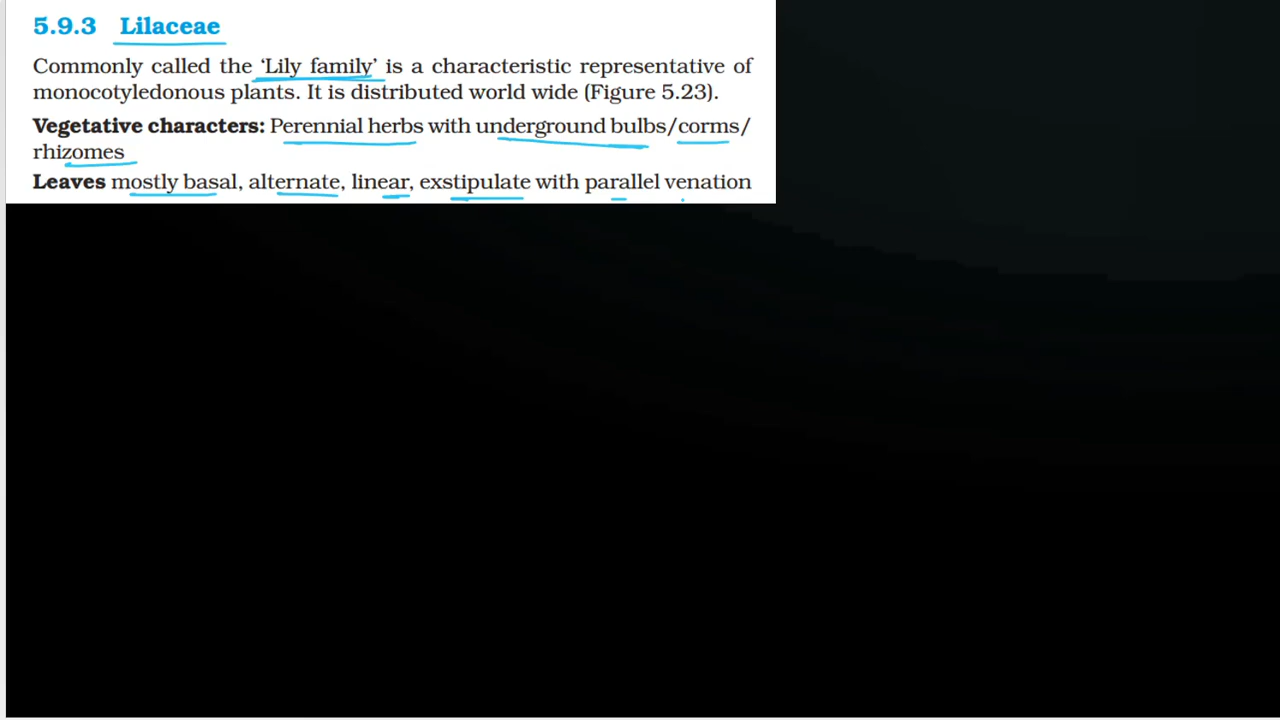 5.9.3 Lilaceae
Commonly called the ‘Lily family’ is a characteristic representative of
monocotyledonous plants. It is distributed world wide (Figure 5.23).
Vegetative characters: Perennial herbs with underground bulbs/corms/
rhizomes
Leaves mostly basal, alternate, linear, exstipulate with parallel venation